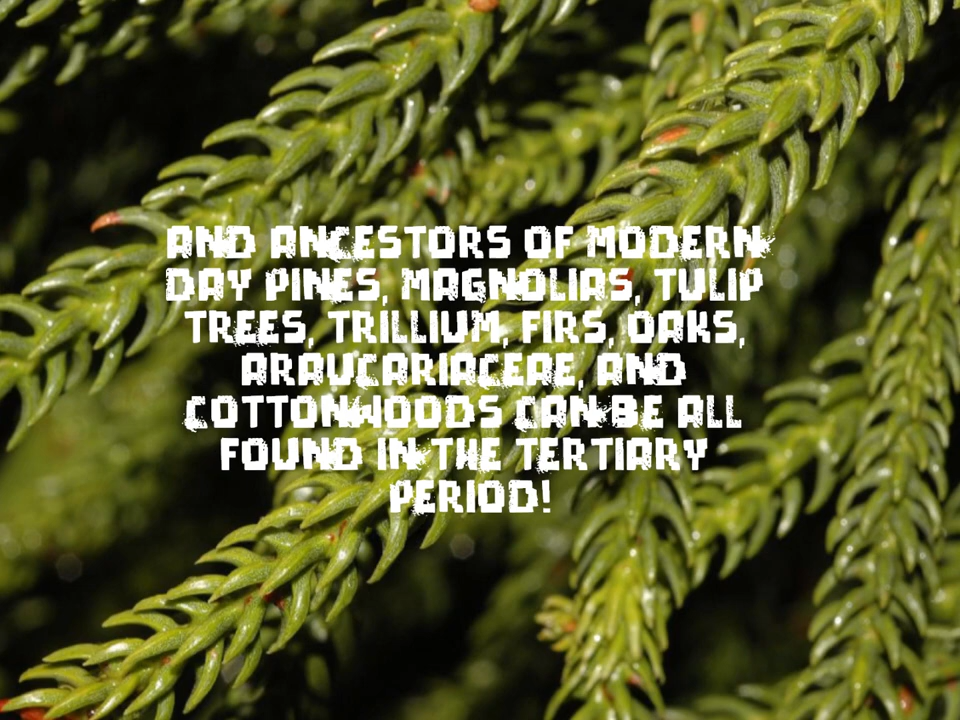 AND ANCESTORS OF MODERN
DAY PINES, MAGNOLIAS, TULIP
TREES, TRILLIUM, FIRS, OAKS,
ARAUCARIACEAE, AND
COTTONWOODS CAN BE ALL
FOUND IN THE TERTIARY
PERIOD!